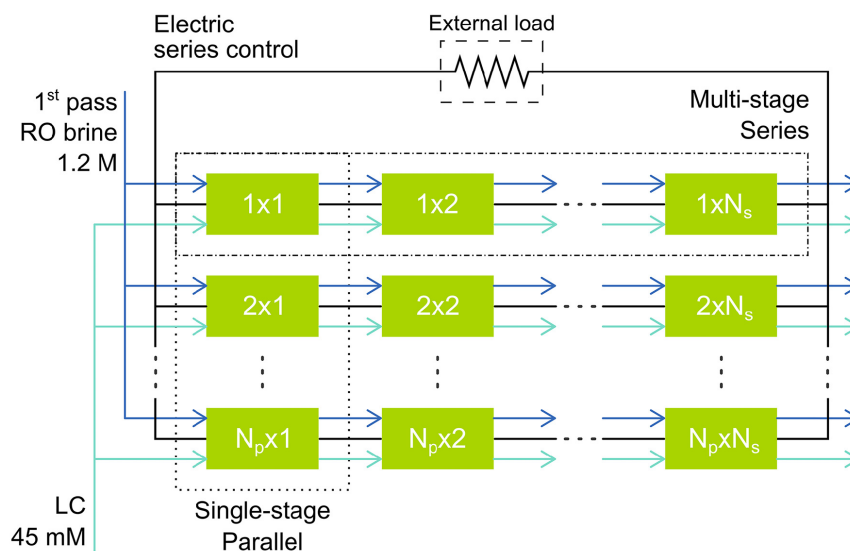 Electric
series control
External load
1st pass
RO brine
1.2 M
Multi-stage
Series
1x1
1x2
1xNs
2x1
2x2
2xNs
Npx1
Npx2
NpxNs
LC
45 mM
Single-stage
Parallel